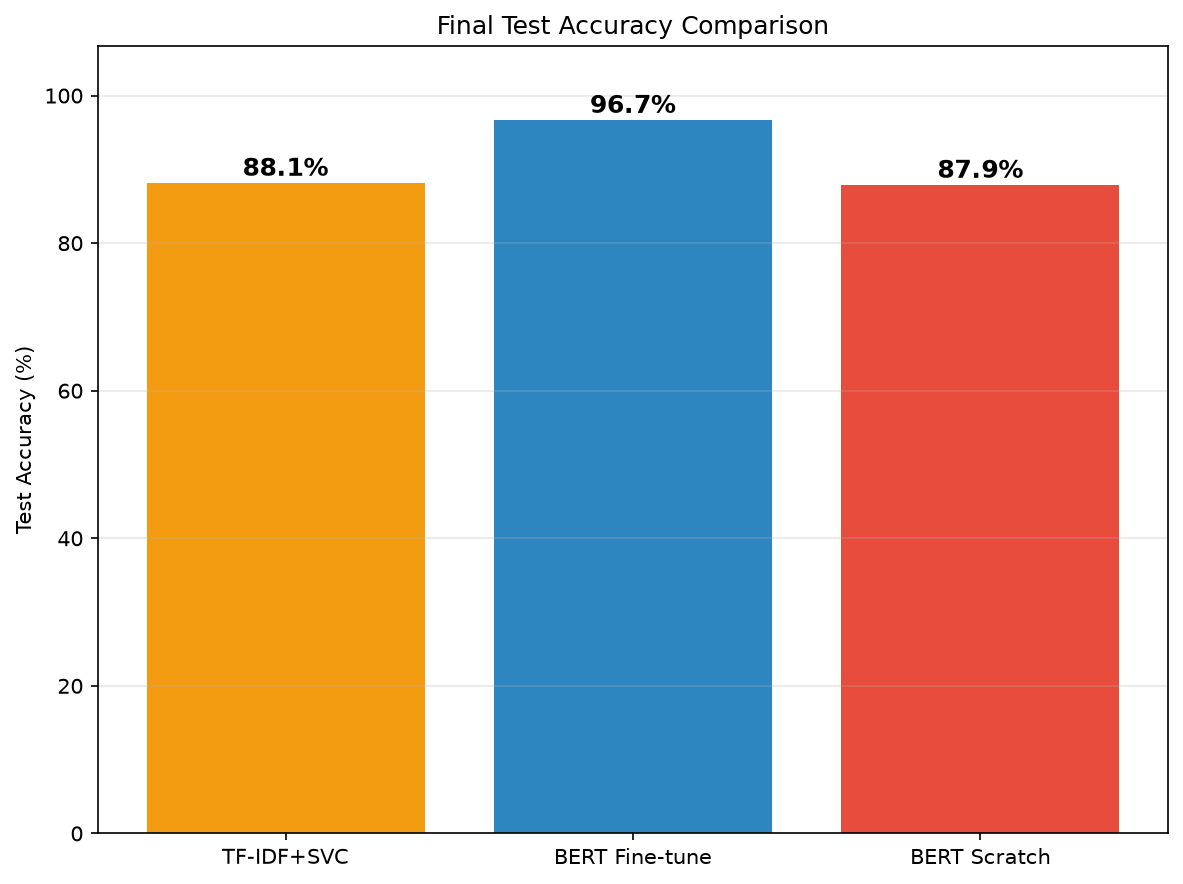 Final Test Accuracy Comparison
Test Accuracy (%)
100
80
60
40
20
0
88.1%
96.7%
87.9%
TF-IDF+SVC
BERT Fine-tune
BERT Scratch